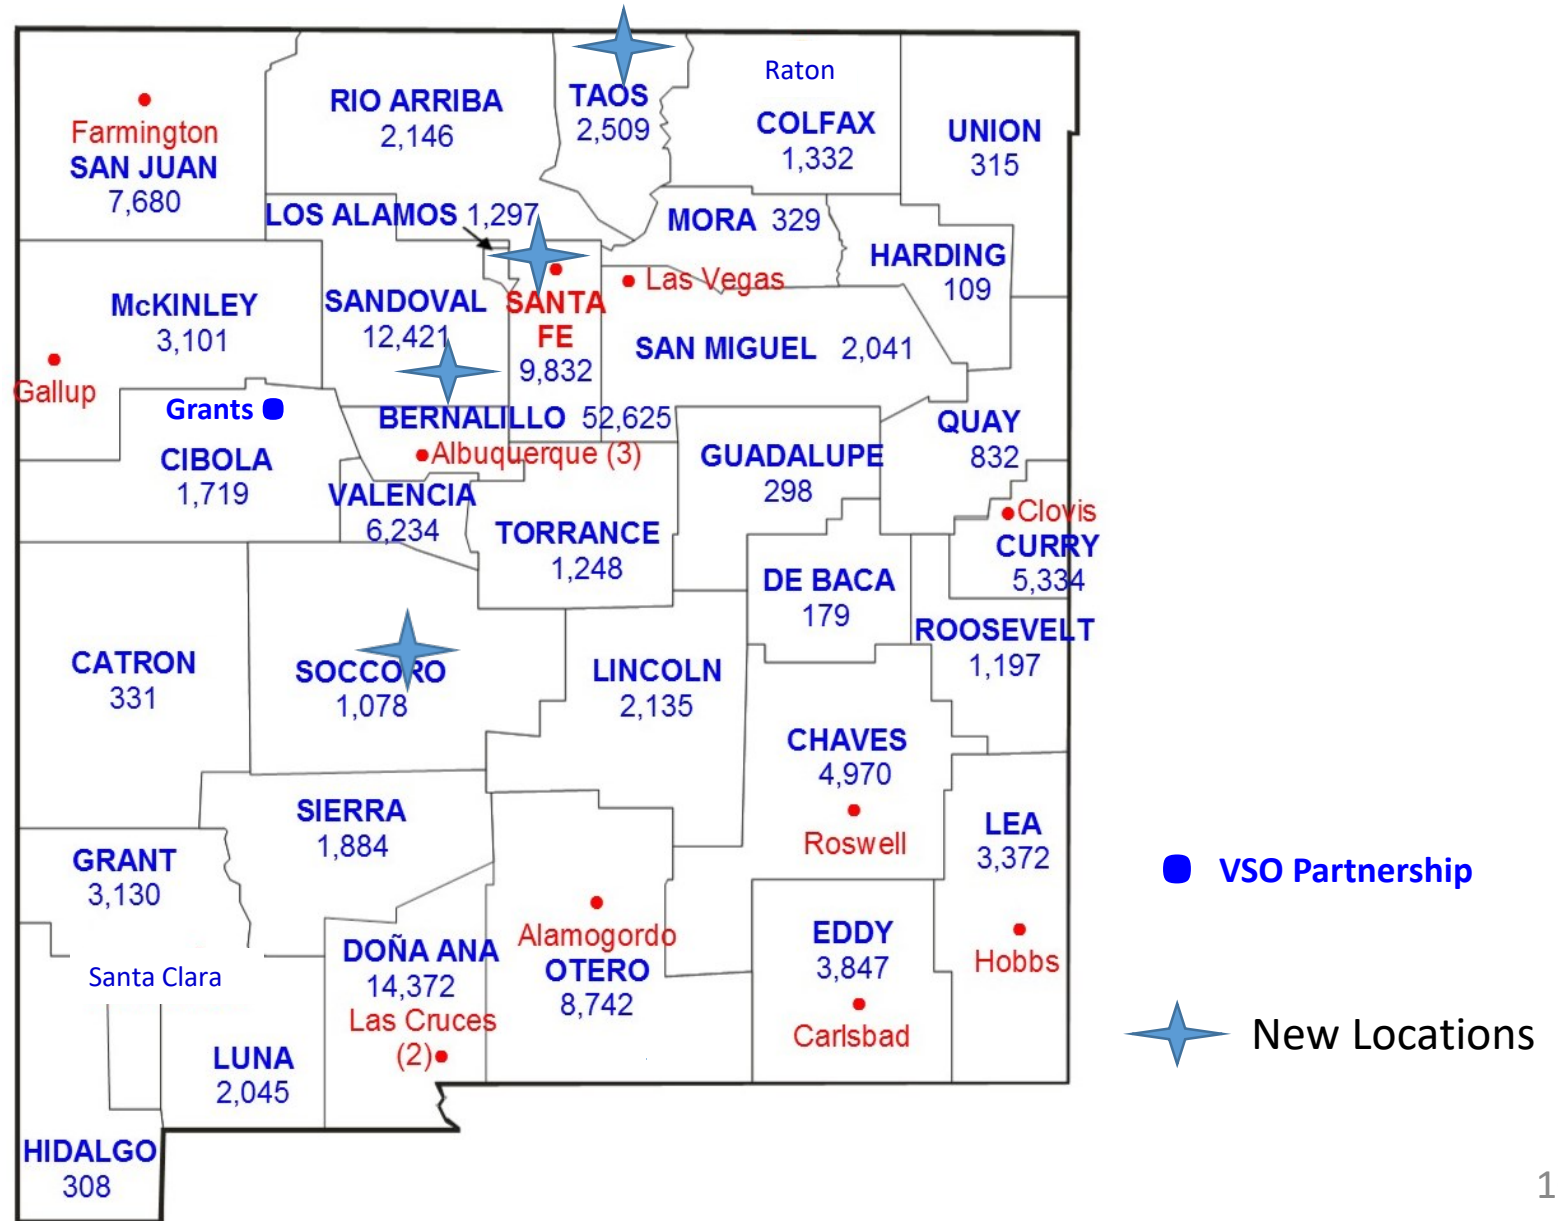 Raton
RIO ARRIBA
2,146
TAOS
2,509
COLFAX
1,332
UNION
315
Farmington
SAN JUAN
7,680
LOS ALAMOS 1,297
MORA 329
HARDING
109
McKINLEY
3,101
SANDOVAL
12,421
SANTA
FE
9,832
Las Vegas
SAN MIGUEL 2,041
Gallup
Grants
CIBOLA
1,719
BERNALILLO 52,625
Albuquerque (3)
GUADALUPE
298
QUAY
832
VALENCIA
6,234
TORRANCE
1,248
Clovis
CURRY
5,334
DE BACA
179
ROOSEVELT
1,197
CATRON
331
SOCCORO
1,078
LINCOLN
2,135
CHAVES
4,970
Roswell
SIERRA
1,884
LEA
3,372
Hobbs
GRANT
3,130
VSO Partnership
Santa Clara
DOÑA ANA
14,372
Las Cruces
(2)
Alamogordo
OTERO
8,742
EDDY
3,847
Carlsbad
New Locations
LUNA
2,045
HIDALGO
308
1